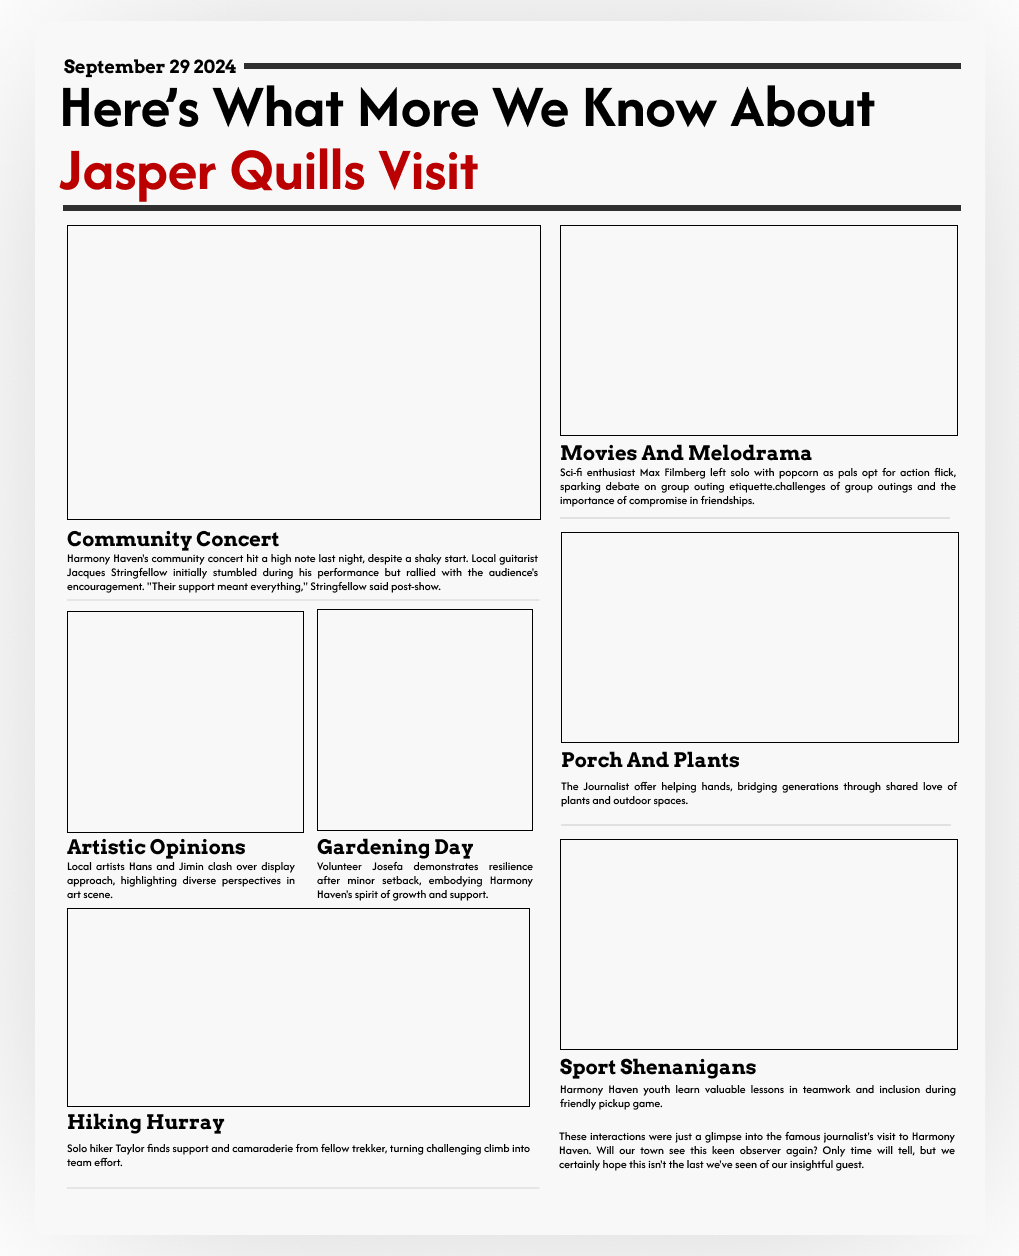 September 29 2024
Here's What More We Know About
Jasper Quills Visit
Community Concert
Harmony Haven's community concert hit a high note last night, despite a shaky start. Local guitarist
Jacques Stringfellow initially stumbled during his performance but rallied with the audience's
encouragement. "Their support meant everything," Stringfellow said post-show.
Artistic Opinions
Local artists Hans and Jimin clash over display
approach, highlighting diverse perspectives in
art scene.
Gardening Day
Volunteer Josefa demonstrates resilience
after minor setback, embodying Harmony
Haven's spirit of growth and support.
Hiking Hurray
Solo hiker Taylor finds support and camaraderie from fellow trekker, turning challenging climb into
team effort.
Movies And Melodrama
Sci-fi enthusiast Max Filmberg left solo with popcorn as pals opt for action flick,
sparking debate on group outing etiquette.challenges of group outings and the
importance of compromise in friendships.
Porch And Plants
The Journalist offer helping hands, bridging generations through shared love of
plants and outdoor spaces.
Sport Shenanigans
Harmony Haven youth learn valuable lessons in teamwork and inclusion during
friendly pickup game.
These interactions were just a glimpse into the famous journalist's visit to Harmony
Haven. Will our town see this keen observer again? Only time will tell, but we
certainly hope this isn't the last we've seen of our insightful guest.